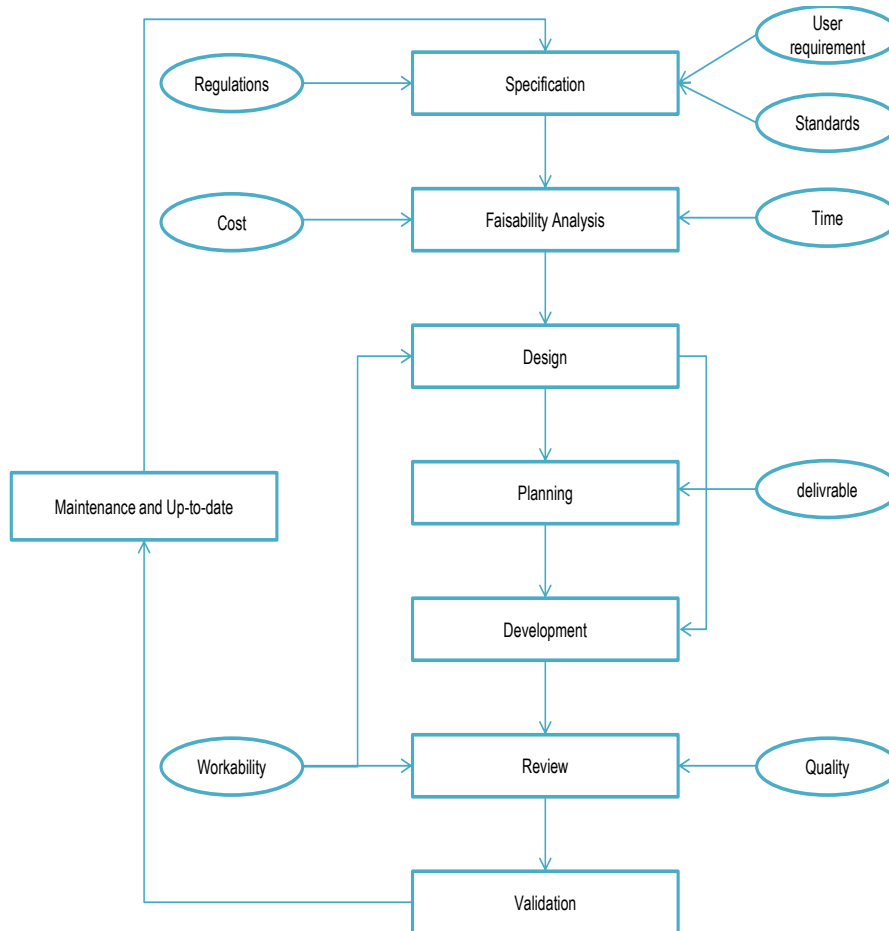 User
requirement
Regulations
Specification
Standards
Cost
Faisability Analysis
Time
Design
Maintenance and Up-to-date
Planning
delivrable
Development
Workability
Review
Quality
Validation